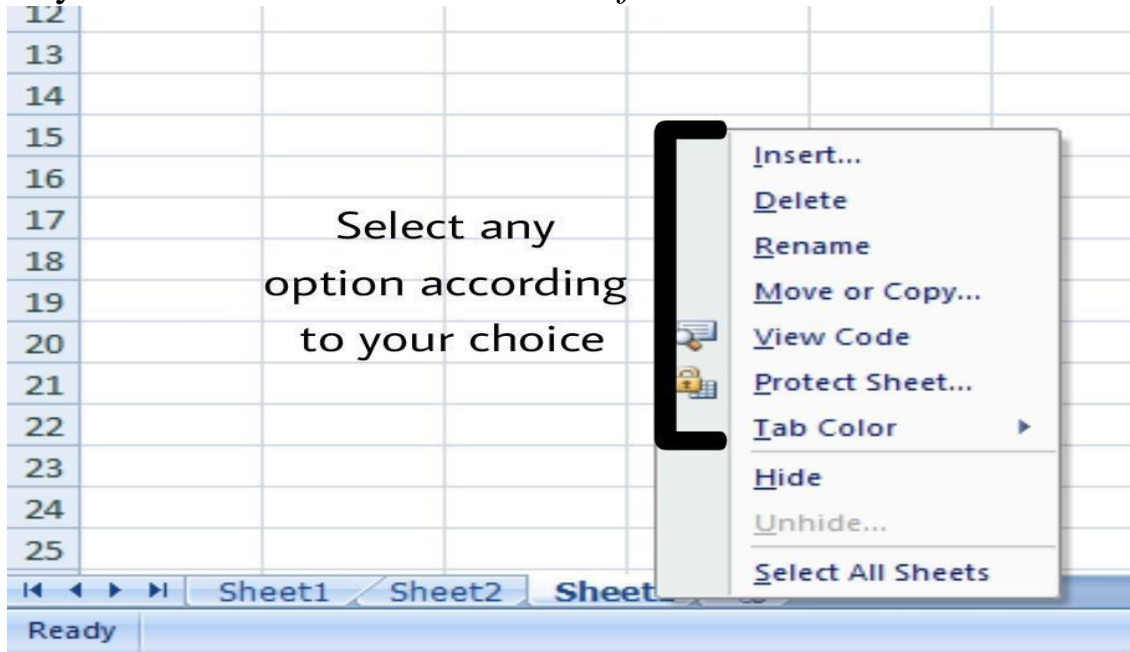 12
13
14
15
16
17
18
19
20
21
22
23
24
25
Select any
option according
to your choice
Insert...
Delete
Rename
Move or Copy...
View Code
Protect Sheet...
Tab Color
Hide
Unhide...
Select All Sheets
Sheet1 Sheet2
Ready